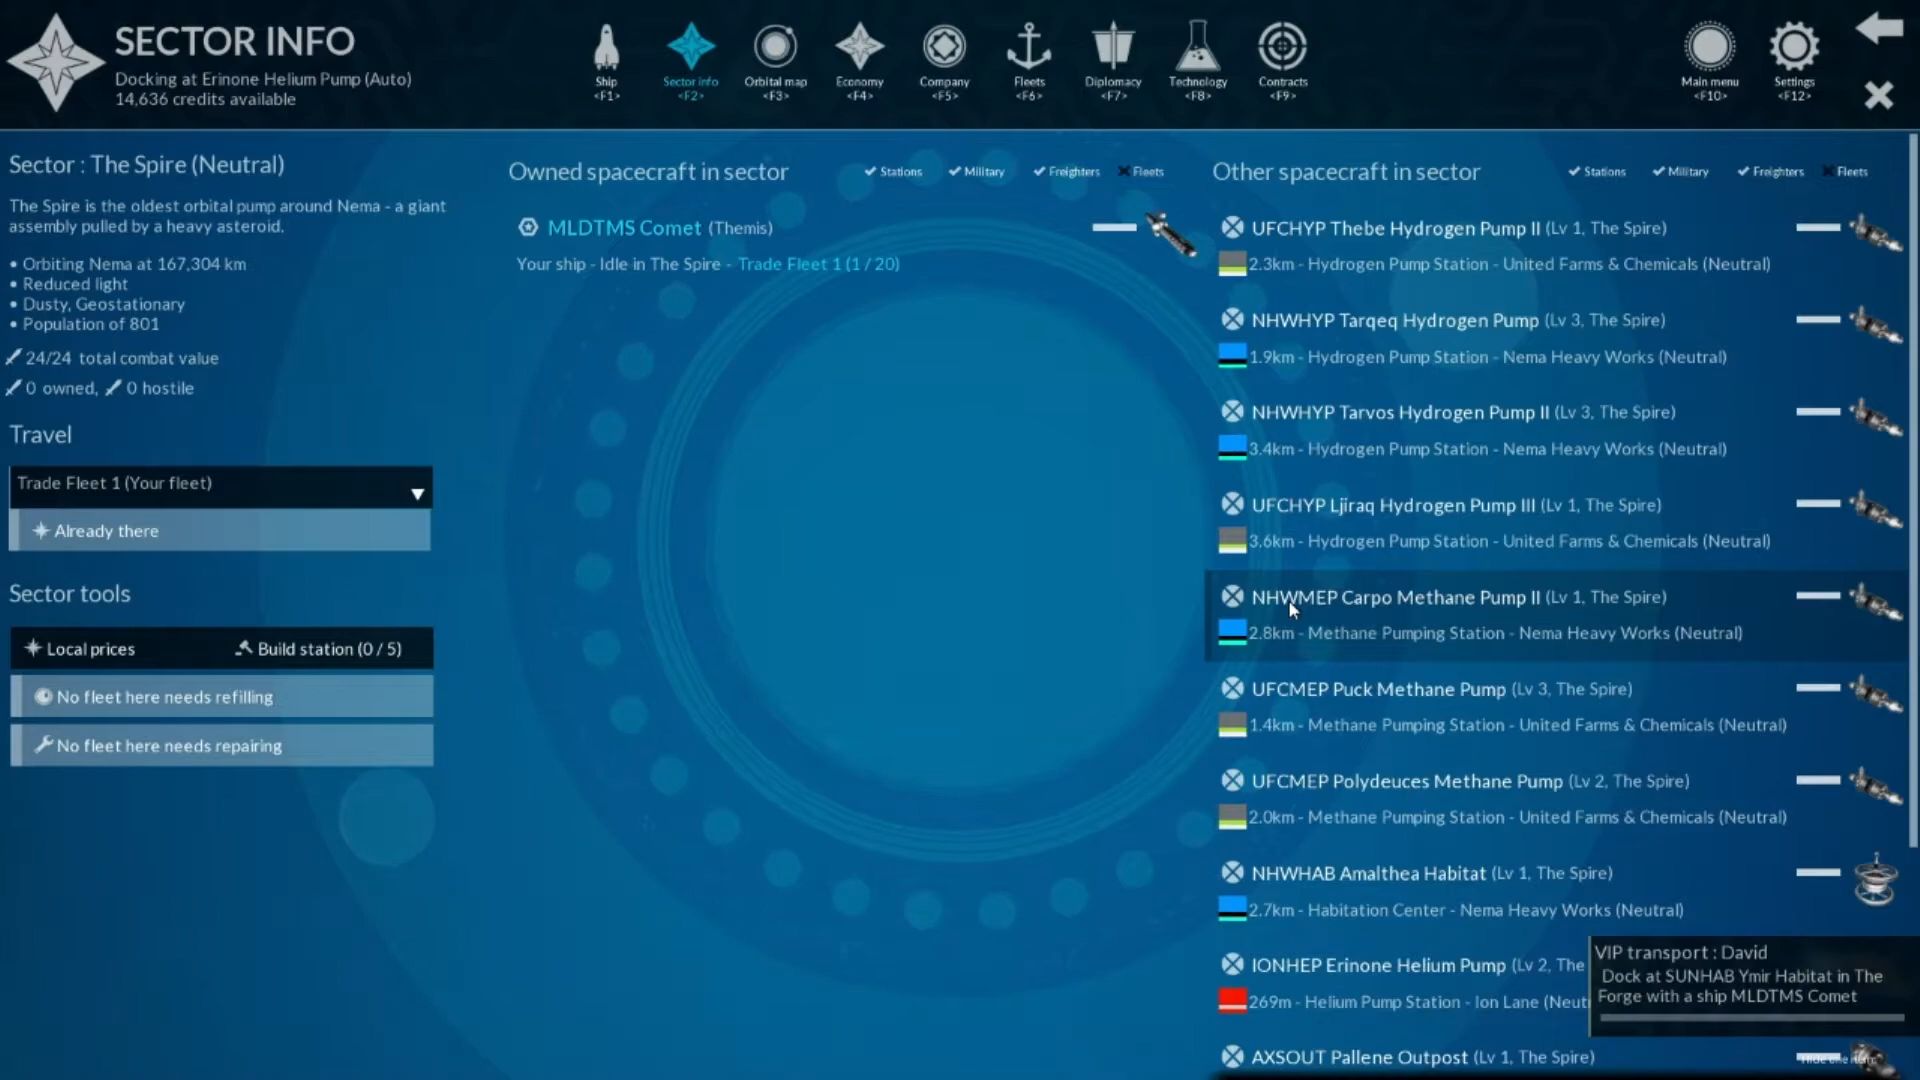 SECTOR INFO
Docking at Erinone Helium Pump (Auto)
14,636 credits available
Ship
<F1>
Sector info
<F2>
Orbital map
<F3>
Economy
<F4>
Company
<F5>
Fleets
<F6>
Diplomacy
<F7>
Technology
<F8>
Contracts
<F9>
Main menu
<F10>
Settings
<F12>
Sector : The Spire (Neutral)
The Spire is the oldest orbital pump around Nema - a giant
assembly pulled by a heavy asteroid.
• Orbiting Nema at 167,304 km
• Reduced light
• Dusty, Geostationary
• Population of 801
24/24 total combat value
0 owned, 0 hostile
Travel
Trade Fleet 1 (Your fleet)
Already there
Sector tools
Local prices
Build station (0 / 5)
No fleet here needs refilling
No fleet here needs repairing
Owned spacecraft in sector
Stations
Military
Freighters
Fleets
MLDTMS Comet (Themis)
Your ship - Idle in The Spire - Trade Fleet 1 (1 / 20)
Other spacecraft in sector
Stations
Military
Freighters
Fleets
UFCHYP Thebe Hydrogen Pump II (Lv 1, The Spire)
2.3km - Hydrogen Pump Station - United Farms & Chemicals (Neutral)
NHWHYP Tarqeq Hydrogen Pump (Lv 3, The Spire)
1.9km - Hydrogen Pump Station - Nema Heavy Works (Neutral)
NHWHYP Tarvos Hydrogen Pump II (Lv 3, The Spire)
3.4km - Hydrogen Pump Station - Nema Heavy Works (Neutral)
UFCHYP Ljiraq Hydrogen Pump III (Lv 1, The Spire)
3.6km - Hydrogen Pump Station - United Farms & Chemicals (Neutral)
NHWMEP Carpo Methane Pump II (Lv 1, The Spire)
2.8km - Methane Pumping Station - Nema Heavy Works (Neutral)
UFCMEP Puck Methane Pump (Lv 3, The Spire)
1.4km - Methane Pumping Station - United Farms & Chemicals (Neutral)
UFCMEP Polydeuces Methane Pump (Lv 2, The Spire)
2.0km - Methane Pumping Station - United Farms & Chemicals (Neutral)
NHWHAB Amalthea Habitat (Lv 1, The Spire)
2.7km - Habitation Center - Nema Heavy Works (Neutral)
IONHEP Erinone Helium Pump (Lv 2, The
269m - Helium Pump Station - Ion Lane (Neut
VIP transport : David
Dock at SUNHAB Ymir Habitat in The
Forge with a ship MLDTMS Comet
AXSOUT Pallene Outpost (Lv 1, The Spire)